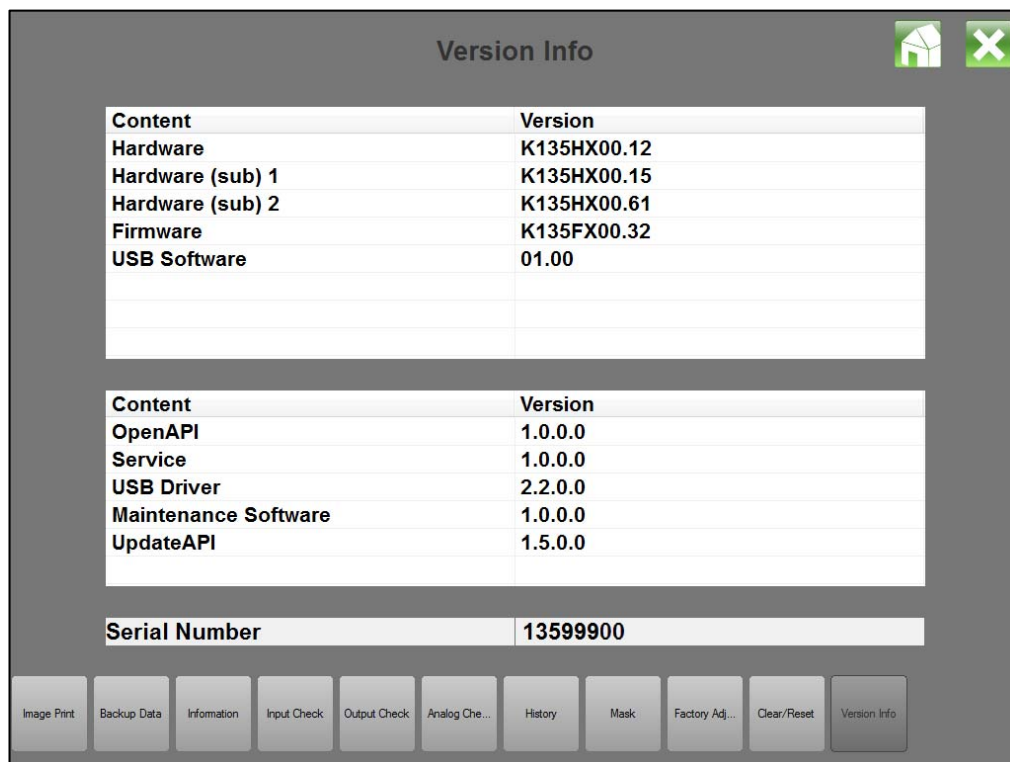 Version Info
Content Version
Hardware K135HX00.12
Hardware (sub) 1 K135HX00.15
Hardware (sub) 2 K135HX00.61
Firmware K135FX00.32
USB Software 01.00
Content Version
OpenAPI 1.0.0.0
Service 1.0.0.0
USB Driver 2.2.0.0
Maintenance Software 1.0.0.0
UpdateAPI 1.5.0.0
Serial Number 13599900
Image Print Backup Data Information Input Check Output Check Analog Che... History Mask Factory Adj... Clear/Reset Version Info